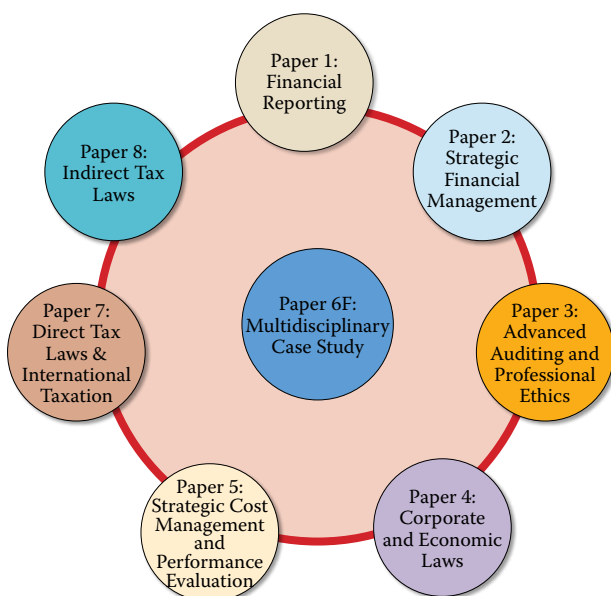 Paper 1:
Financial
Reporting
Paper 2:
Strategic
Financial
Management
Paper 3:
Advanced
Auditing and
Professional
Ethics
Paper 4:
Corporate
and Economic
Laws
Paper 5:
Strategic Cost
Management
and
Performance
Evaluation
Paper 7:
Direct Tax
Laws &
International
Taxation
Paper 8:
Indirect Tax
Laws
Paper 6F:
Multidisciplinary
Case Study